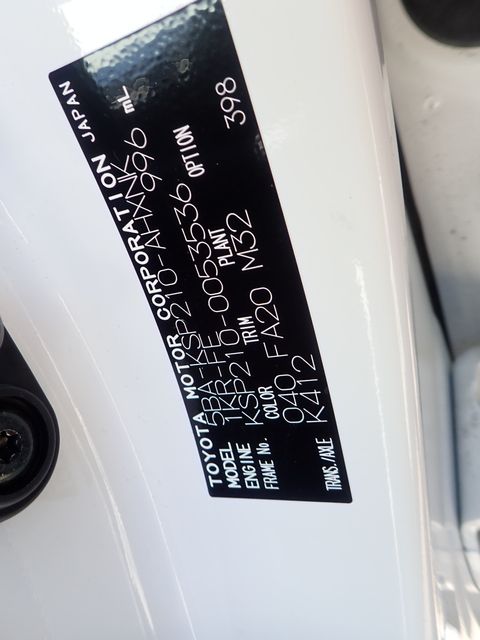 TOYOTA MOTOR CORPORATION JAPAN
MODEL 5BA-KSP210-AHXNK
ENGINE 1KR-FE 996 mL
FRAME No. KSP210-0053536
COLOR TRIM PLANT OPTION
040 FA20 M32 398
TRANS./AXLE K412